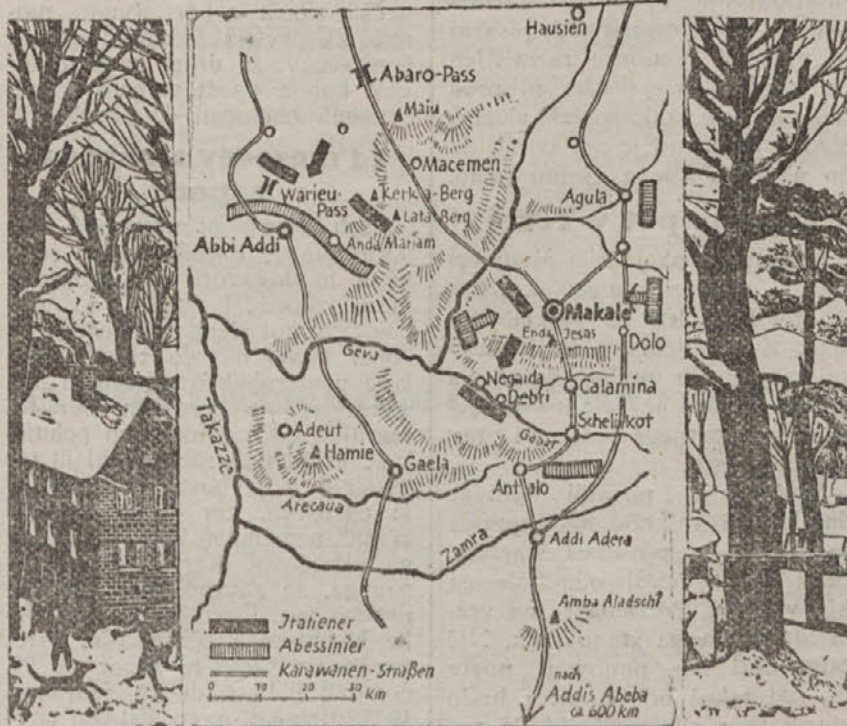 Hausien
Abaro-Pass
Maiu
Macemen
Warieu-
Pass
Kerkia-Berg
Lata-Berg
Agula
Abbi Addi
Anda Mariam
Makale
Enda Jesas
Dolo
Geva
Negaida
Debri
Calamina
Schelikot
Gabat
Takazze
Adeut
Hamie
Gaela
Antalo
Arecaua
Zamra
Addi Adera
Amba Aladschi
Italiener
Abessinier
Karawanen-Straßen
0 10 20 30
Km
nach
Addis Abeba
ca. 600 km